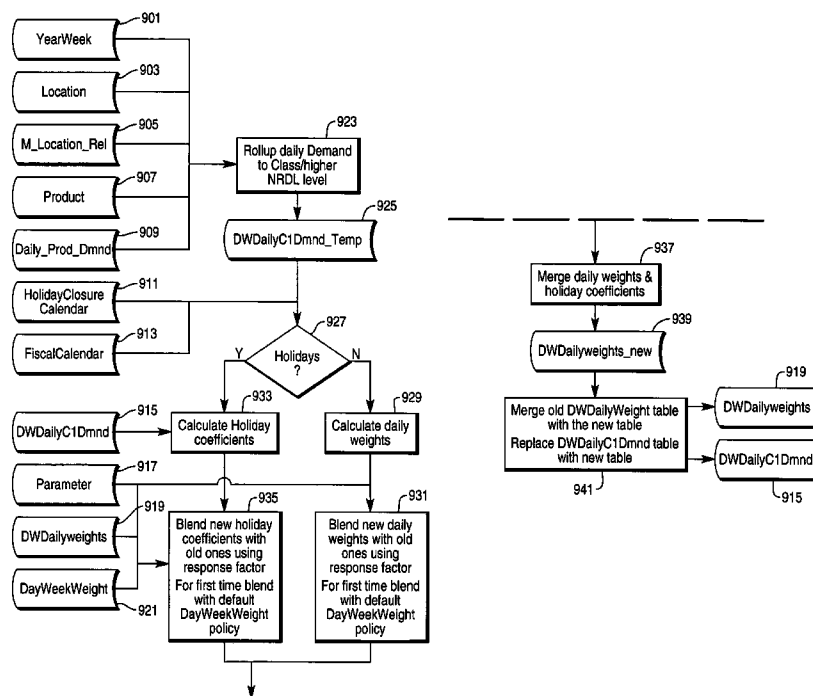 901
YearWeek
903
Location
905
M_Location_Rel
907
Product
909
Daily_Prod_Dmnd
911
HolidayClosure
Calendar
913
FiscalCalendar
923
Rollup daily Demand
to Class/higher
NRDL level
925
DWDailyC1Dmnd_Temp
927
Holidays
?
Y
N
933
Calculate Holiday
coefficients
929
Calculate daily
weights
915
DWDailyC1Dmnd
917
Parameter
919
DWDailyweights
DayWeekWeight
921
935
Blend new holiday
coefficients with
old ones using
response factor
For first time blend
with default
DayWeekWeight
policy
931
Blend new daily
weights with old
ones using
response factor
For first time blend
with default
DayWeekWeight
policy
937
Merge daily weights &
holiday coefficients
939
DWDailyweights_new
Merge old DWDailyWeight table
with the new table
Replace DWDailyC1Dmnd table
with new table
941
919
DWDailyweights
DWDailyC1Dmnd
915